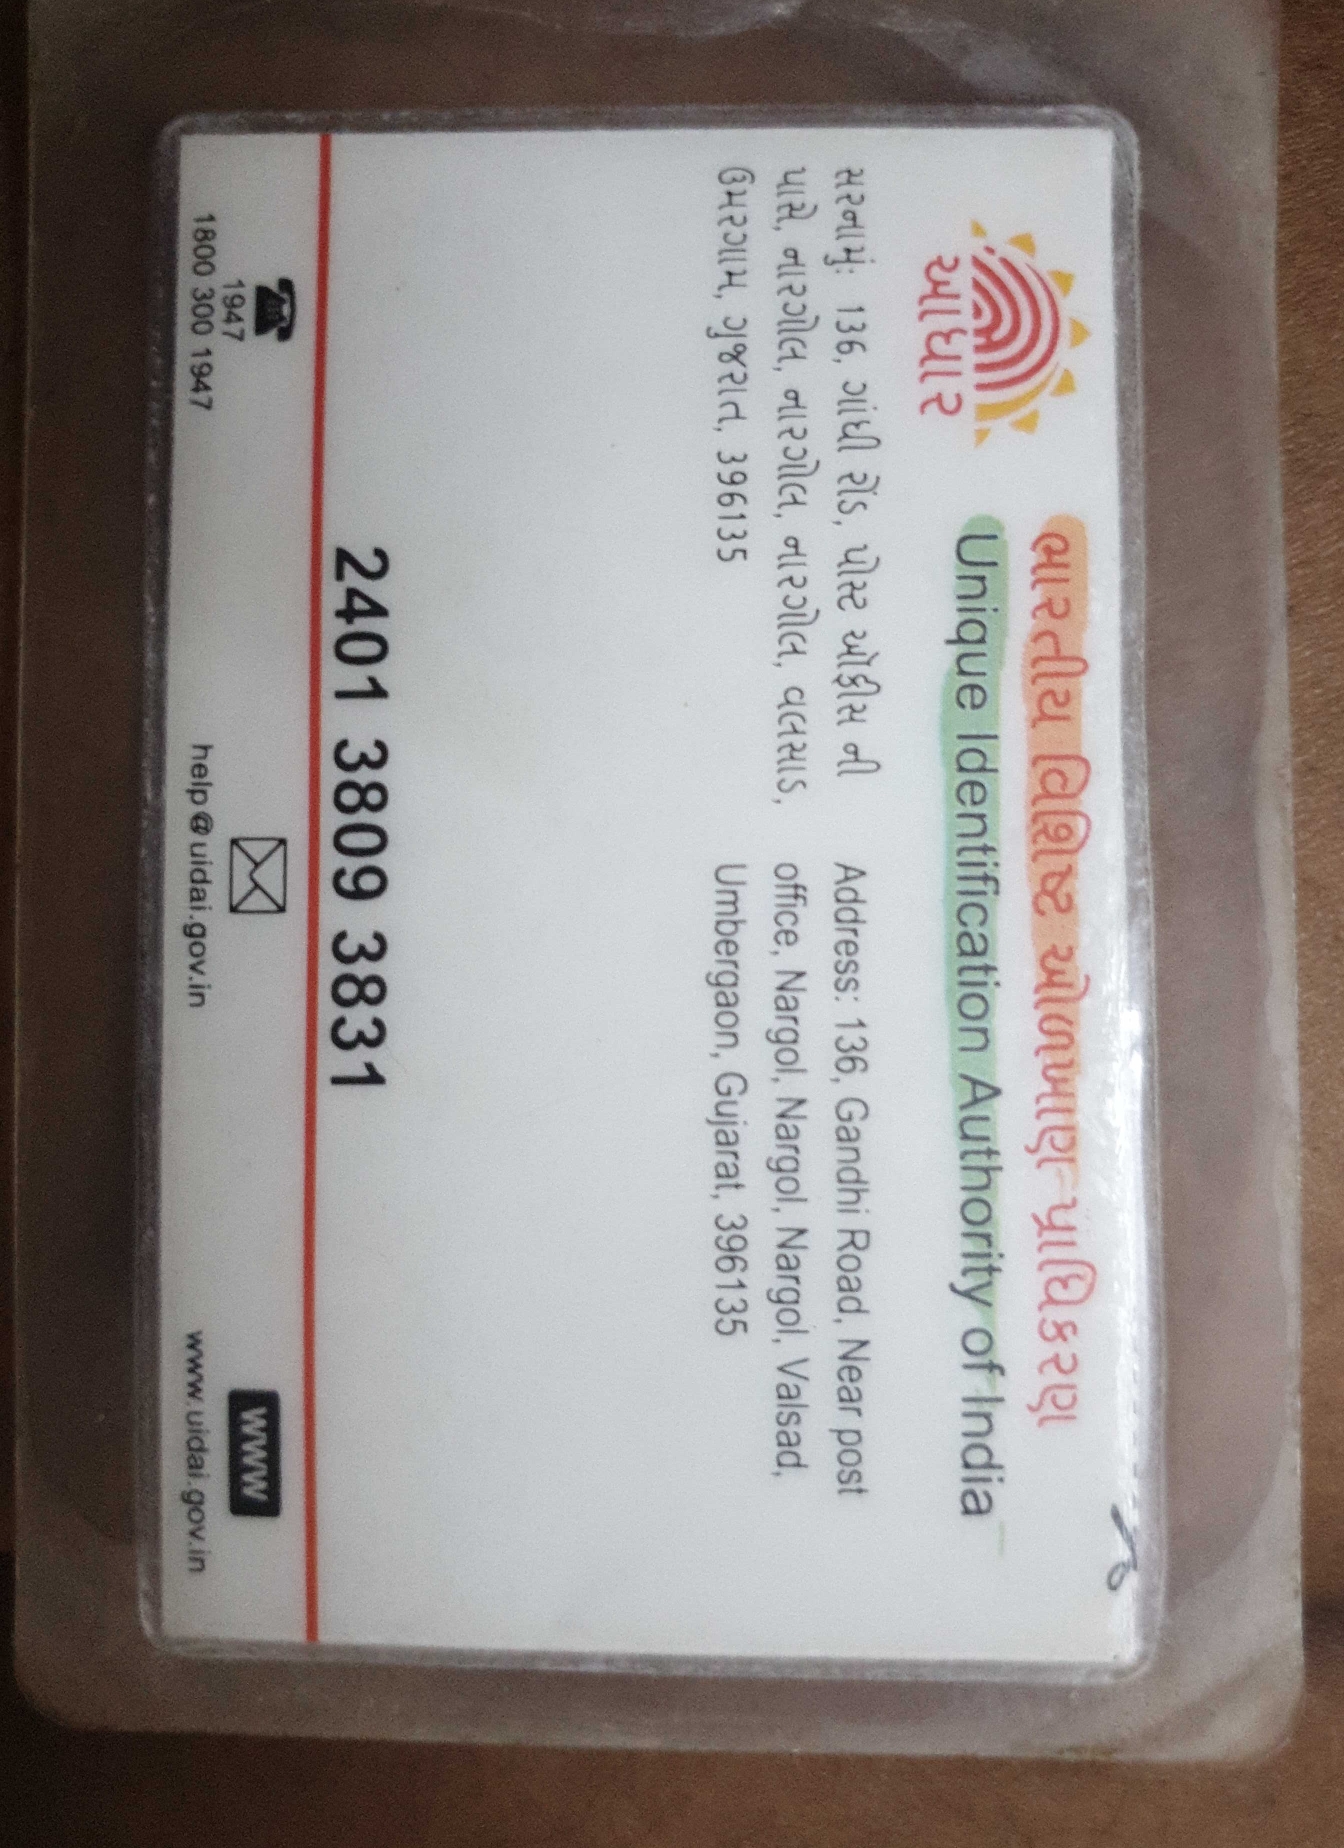 ભારતીય વિશિષ્ટ ઓળખાણ પ્રાધિકરણ
Unique Identification Authority of India
આધાર
સરનામું: 136, ગાંધી રોડ, પોસ્ટ ઓફીસ ની
પાસે, નારગોલ, નારગોલ, નારગોલ, વલસાડ,
ઉમરગામ, ગુજરાત, 396135
Address: 136, Gandhi Road, Near post
office, Nargol, Nargol, Nargol, Valsad,
Umbergaon, Gujarat, 396135
2401 3809 3831
1947
1800 300 1947
help@uidai.gov.in
www
www.uidai.gov.in